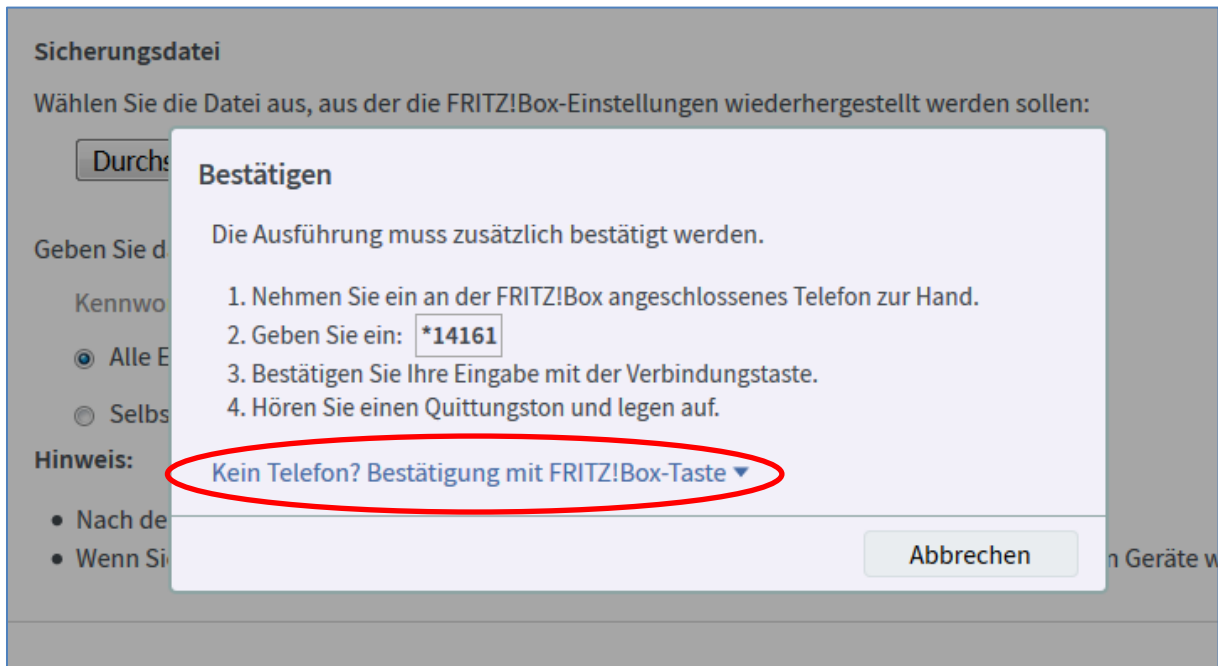 Sicherungsdatei
Wählen Sie die Datei aus, aus der die FRITZ!Box-Einstellungen wiederhergestellt werden sollen:
Durchs
Bestätigen
Die Ausführung muss zusätzlich bestätigt werden.
Geben Sie d
1. Nehmen Sie ein an der FRITZ!Box angeschlossenes Telefon zur Hand.
Kennwo
2. Geben Sie ein: *14161
Alle E
3. Bestätigen Sie Ihre Eingabe mit der Verbindungstaste.
Selbs
4. Hören Sie einen Quittungston und legen auf.
Hinweis:
Kein Telefon? Bestätigung mit FRITZ!Box-Taste
• Nach de
• Wenn Si
Abbrechen
n Geräte w